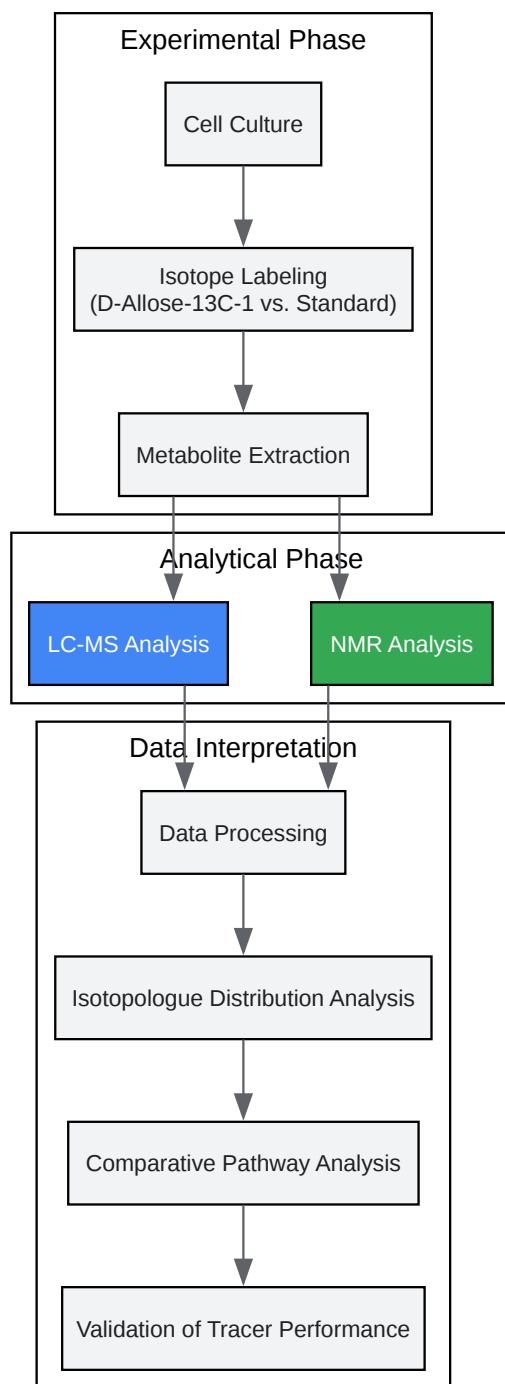 Experimental Phase
Cell Culture
Isotope Labeling
(D-Allose-13C-1 vs. Standard)
Metabolite Extraction
Analytical Phase
LC-MS Analysis
NMR Analysis
Data Interpretation
Data Processing
Isotopologue Distribution Analysis
Comparative Pathway Analysis
Validation of Tracer Performance